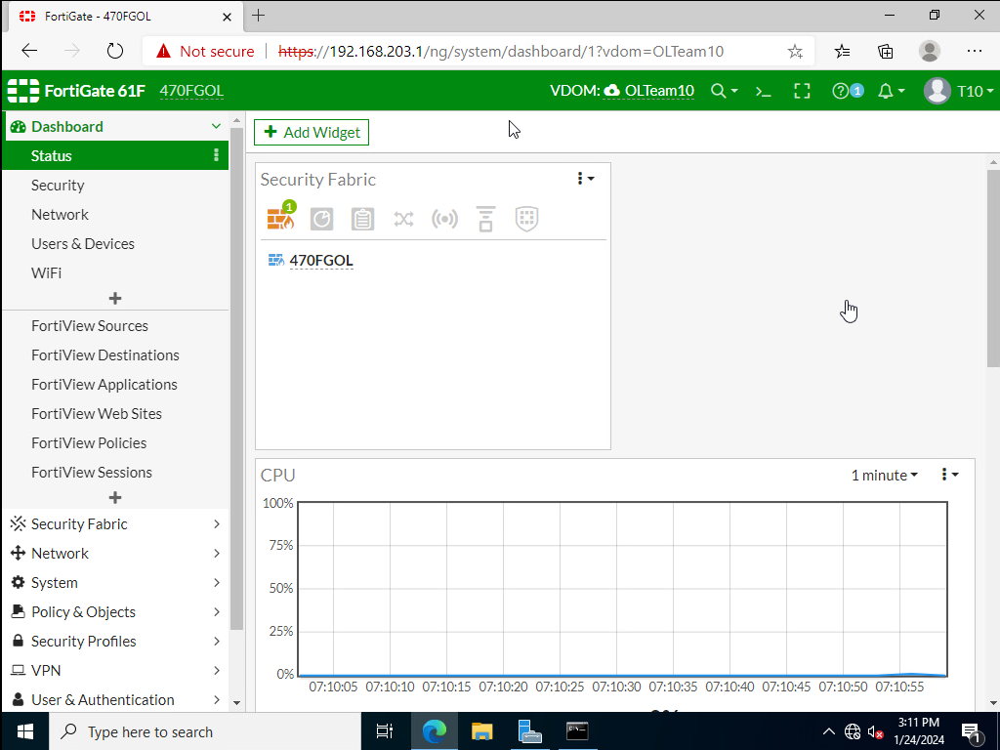 FortiGate - 470FGOL
Not secure
https://192.168.203.1/ng/system/dashboard/1?vdom=OLTeam10
FortiGate 61F
470FGOL
VDOM:
OLTeam10
1
T10
Dashboard
Status
Security
Network
Users & Devices
WiFi
FortiView Sources
FortiView Destinations
FortiView Applications
FortiView Web Sites
FortiView Policies
FortiView Sessions
Security Fabric
Network
System
Policy & Objects
Security Profiles
VPN
User & Authentication
Add Widget
Security Fabric
1
470FGOL
CPU
1 minute
100%
75%
50%
25%
0%
07:10:05 07:10:10 07:10:15 07:10:20 07:10:25 07:10:30 07:10:35 07:10:40 07:10:45 07:10:50 07:10:55
Type here to search
3:11 PM
1/24/2024
1